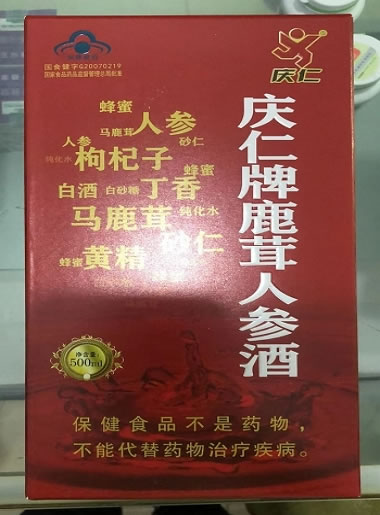 保健食品
国食健字G20070219
国家食品药品监督管理总局批准
庆仁
蜂蜜
马鹿茸 人参
人参 砂仁
纯化水 枸杞子
蜂蜜
白酒 白砂糖 丁香
马鹿茸 纯化水
砂仁
蜂蜜 黄精
庆仁牌鹿茸人参酒
净含量:
500ml
保健食品不是药物，
不能代替药物治疗疾病。